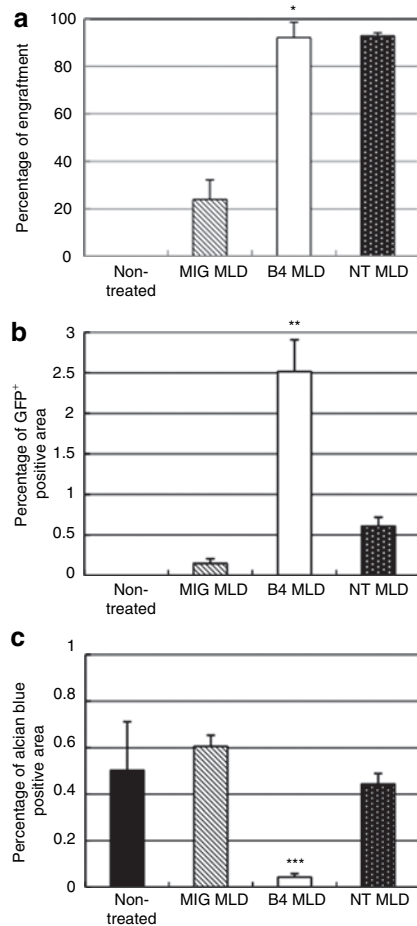 a
Percentage of engraftment
100
80
60
40
20
0
*
Non-
treated
MIG MLD
B4 MLD
NT MLD
b
Percentage of GFP⁺
positive area
3
2.5
2
1.5
1
0.5
0
**
Non-
treated
MIG MLD
B4 MLD
NT MLD
c
Percentage of alcian blue
positive area
1
0.8
0.6
0.4
0.2
0
***
Non-
treated
MIG MLD
B4 MLD
NT MLD